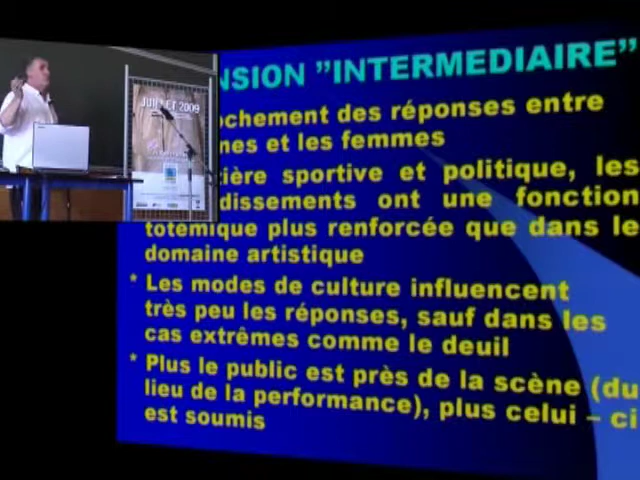 NSION ”INTERMEDIAIRE”
JUILLET 2009
ochement des réponses entre
nes et les femmes
ière sportive et politique, les
dissements ont une fonction
totémique plus renforcée que dans le
domaine artistique
* Les modes de culture influencent
très peu les réponses, sauf dans les
cas extrêmes comme le deuil
* Plus le public est près de la scène (du
lieu de la performance), plus celui – ci
est soumis